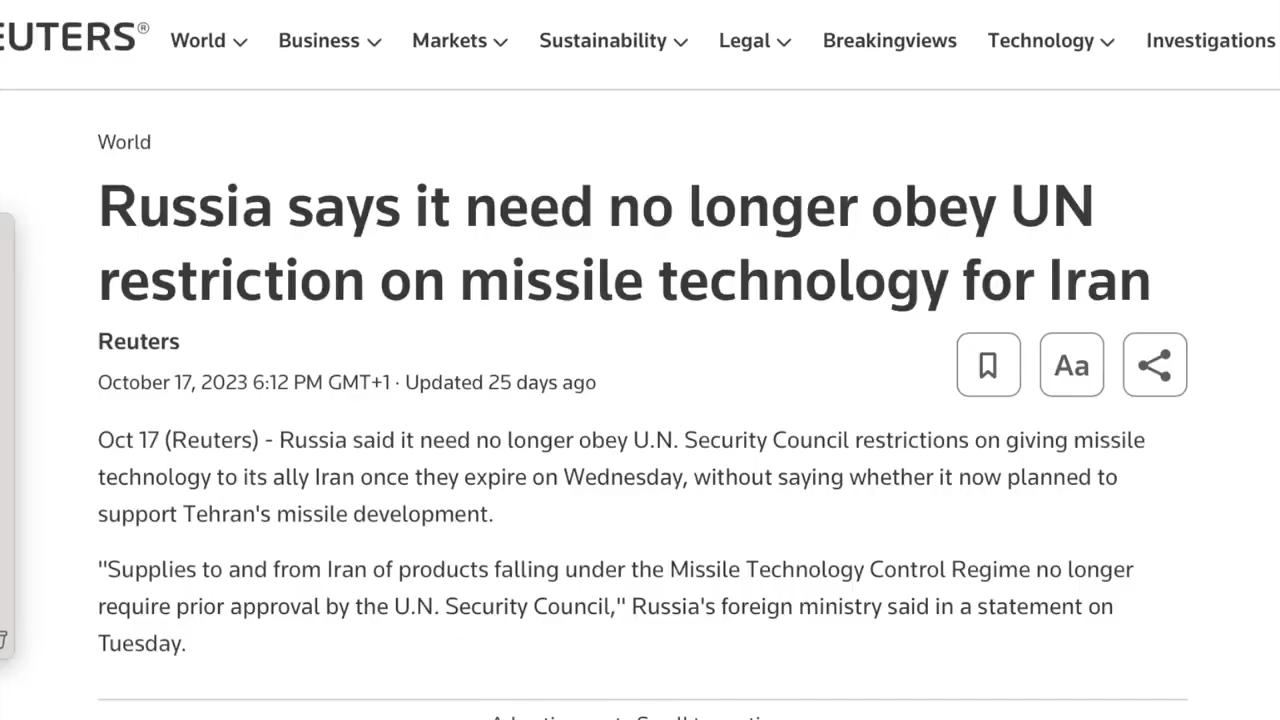 EUTERS®
World
Business
Markets
Sustainability
Legal
Breakingviews
Technology
Investigations
World
Russia says it need no longer obey UN
restriction on missile technology for Iran
Reuters
October 17, 2023 6:12 PM GMT+1 · Updated 25 days ago
Aa
Oct 17 (Reuters) - Russia said it need no longer obey U.N. Security Council restrictions on giving missile
technology to its ally Iran once they expire on Wednesday, without saying whether it now planned to
support Tehran's missile development.
"Supplies to and from Iran of products falling under the Missile Technology Control Regime no longer
require prior approval by the U.N. Security Council," Russia's foreign ministry said in a statement on
Tuesday.